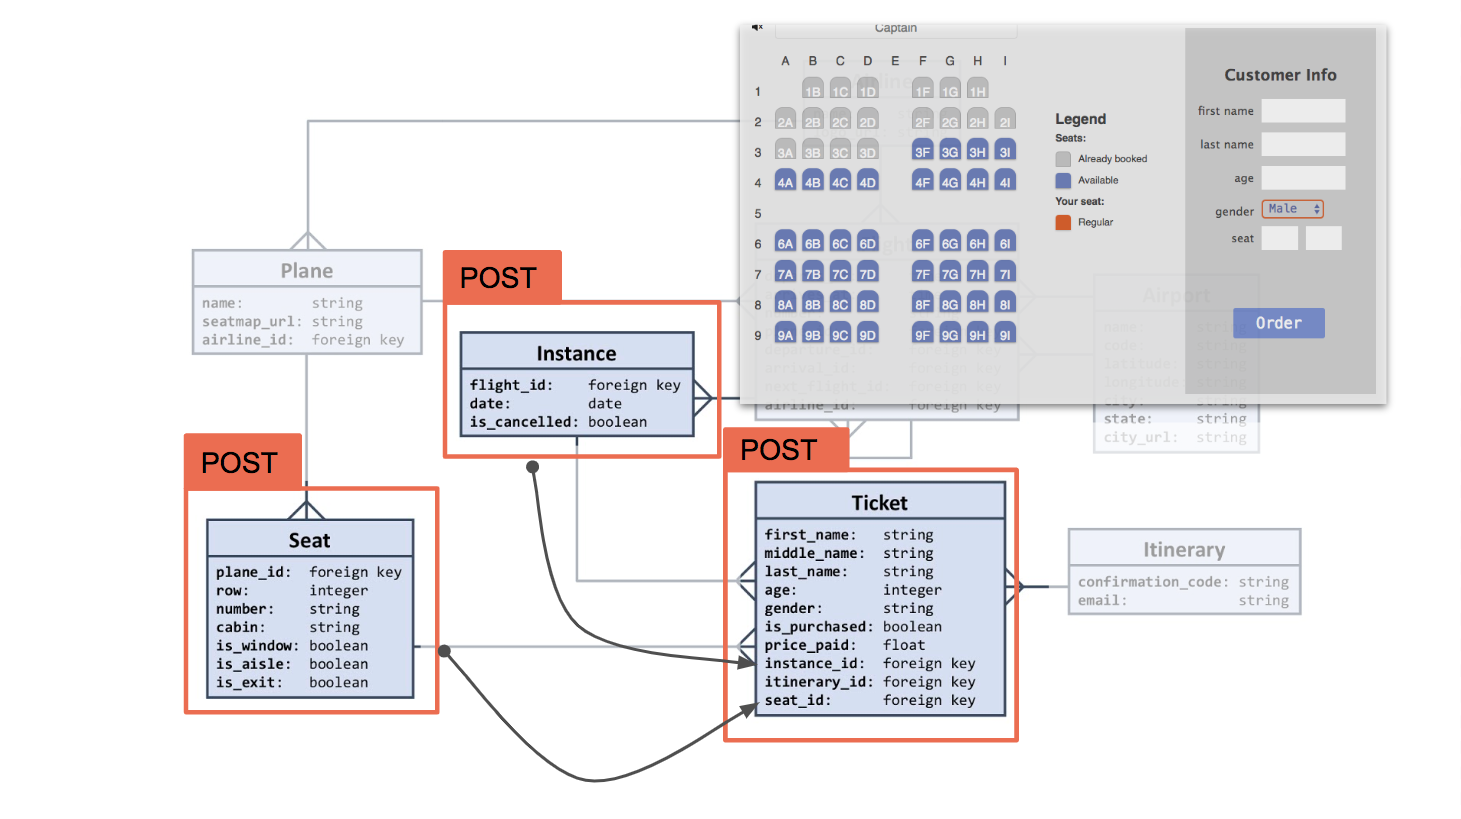 Captain
A B C D E F G H I
1 1B 1C 1D 1F 1G 1H
2 2A 2B 2C 2D 2F 2G 2H 2I
3 3A 3B 3C 3D 3F 3G 3H 3I
4 4A 4B 4C 4D 4F 4G 4H 4I
5
6 6A 6B 6C 6D 6F 6G 6H 6I
7 7A 7B 7C 7D 7F 7G 7H 7I
8 8A 8B 8C 8D 8F 8G 8H 8I
9 9A 9B 9C 9D 9F 9G 9H 9I
Legend
Seats:
Already booked
Available
Your seat:
Regular
Customer Info
first name
last name
age
gender Male
seat
Order
Plane
name: string
seatmap_url: string
airline_id: foreign key
POST
Instance
flight_id: foreign key
date: date
is_cancelled: boolean
Airport
name string
code string
latitude: string
longitude string
city: string
state: string
city_url: string
arrival_id foreign key
next_flight_id: foreign key
airline_id: foreign key
POST
Seat
plane_id: foreign key
row: integer
number: string
cabin: string
is_window: boolean
is_aisle: boolean
is_exit: boolean
POST
Ticket
first_name: string
middle_name: string
last_name: string
age: integer
gender: string
is_purchased: boolean
price_paid: float
instance_id: foreign key
itinerary_id: foreign key
seat_id: foreign key
Itinerary
confirmation_code: string
email: string